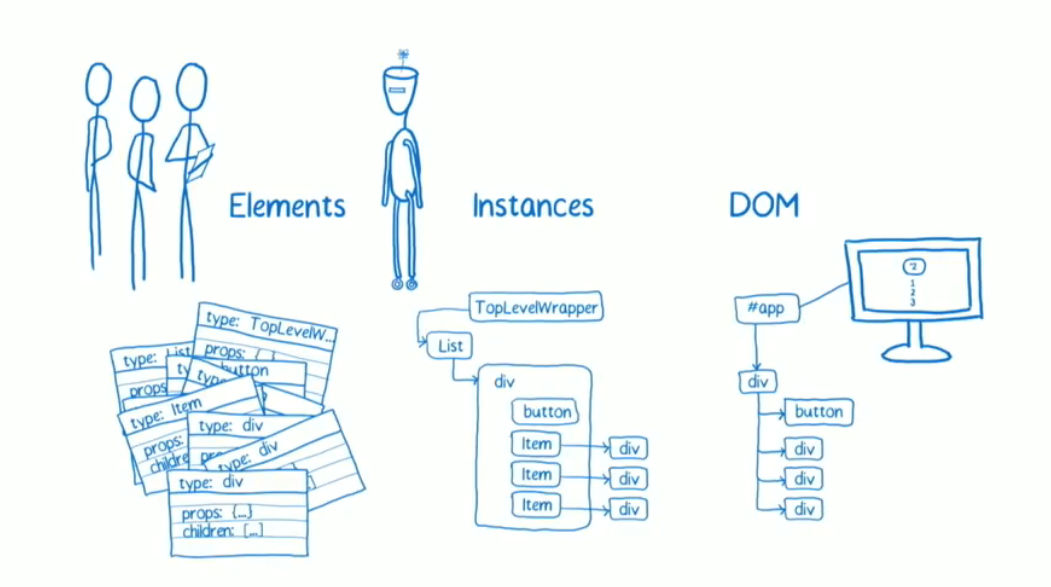 Elements
Instances
DOM
type: TopLevelW...
props: { }
type: List
props
button
type: Item
props:
childre
type: div
type: div
type: div
props: {...}
children: [...]
TopLevelWrapper
List
div
button
Item
div
Item
div
Item
div
2
1
2
3
#app
div
button
div
div
div